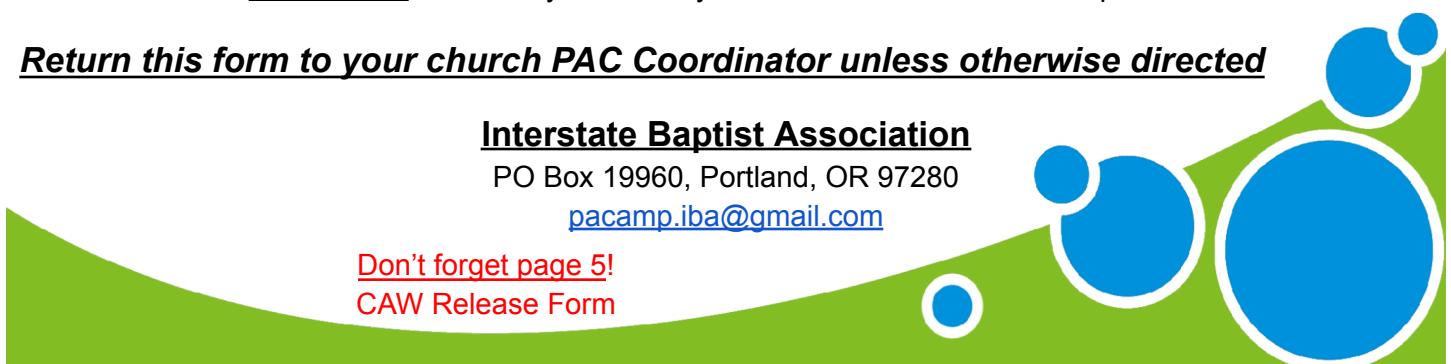 Return this form to your church PAC Coordinator unless otherwise directed
Interstate Baptist Association
PO Box 19960, Portland, OR 97280
pacamp.iba@gmail.com
Don't forget page 5!
CAW Release Form